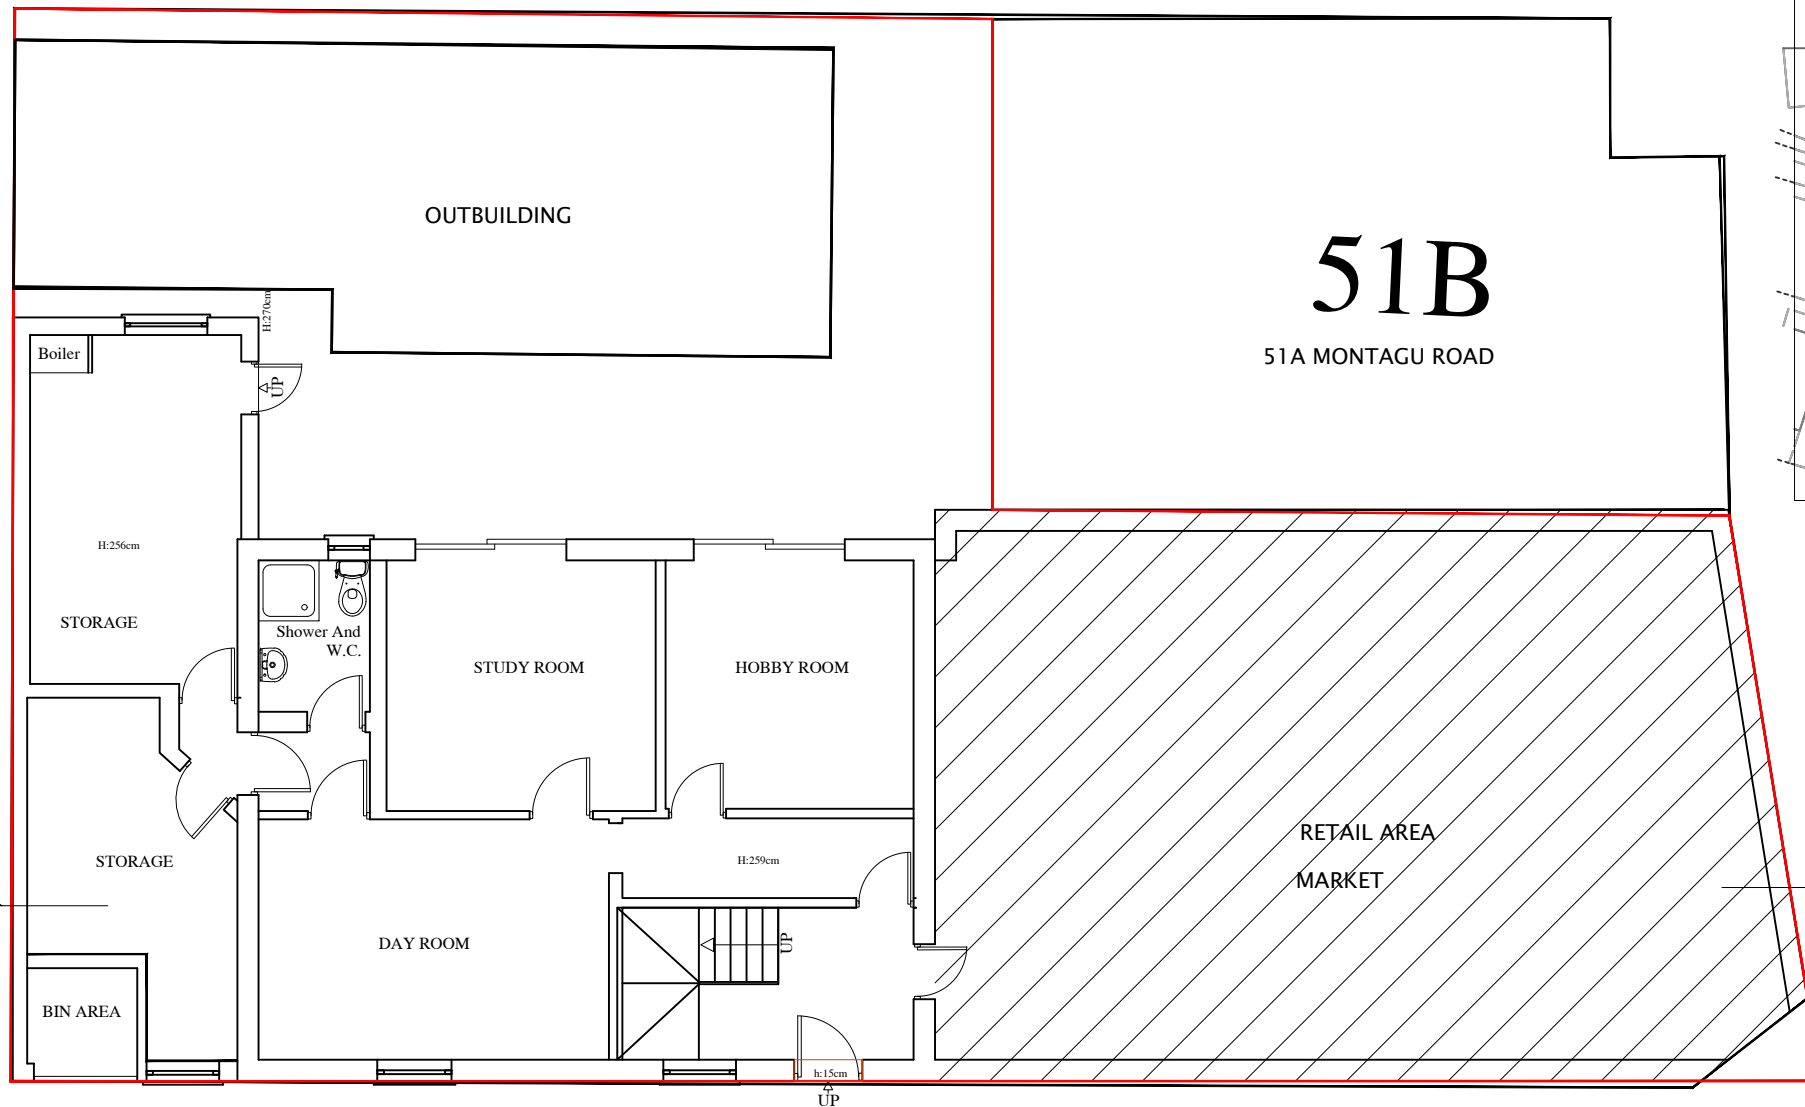 OUTBUILDING
51B
51A MONTAGU ROAD
H:270cm
Boiler
UP
H:256cm
STORAGE
Shower And
W.C.
STUDY ROOM
HOBBY ROOM
RETAIL AREA
MARKET
STORAGE
H:259cm
DAY ROOM
UP
BIN AREA
h:15cm
UP